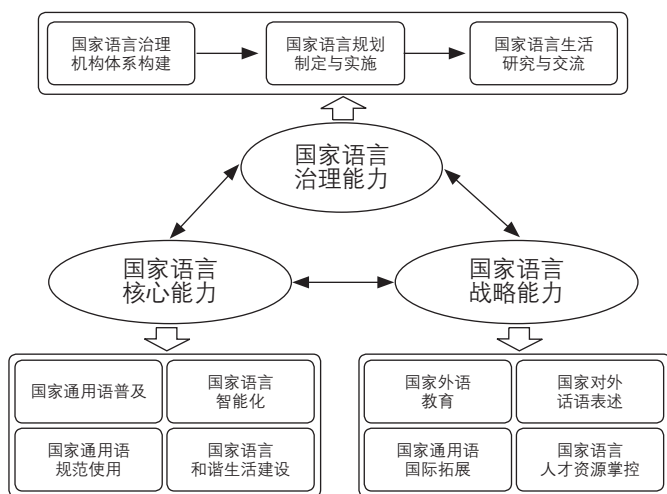 国家语言治理
机构体系构建
国家语言规划
制定与实施
国家语言生活
研究与交流
国家语言
治理能力
国家语言
核心能力
国家语言
战略能力
国家通用语普及
国家语言
智能化
国家通用语
规范使用
国家语言
和谐生活建设
国家外语
教育
国家对外
话语表述
国家通用语
国际拓展
国家语言
人才资源掌控